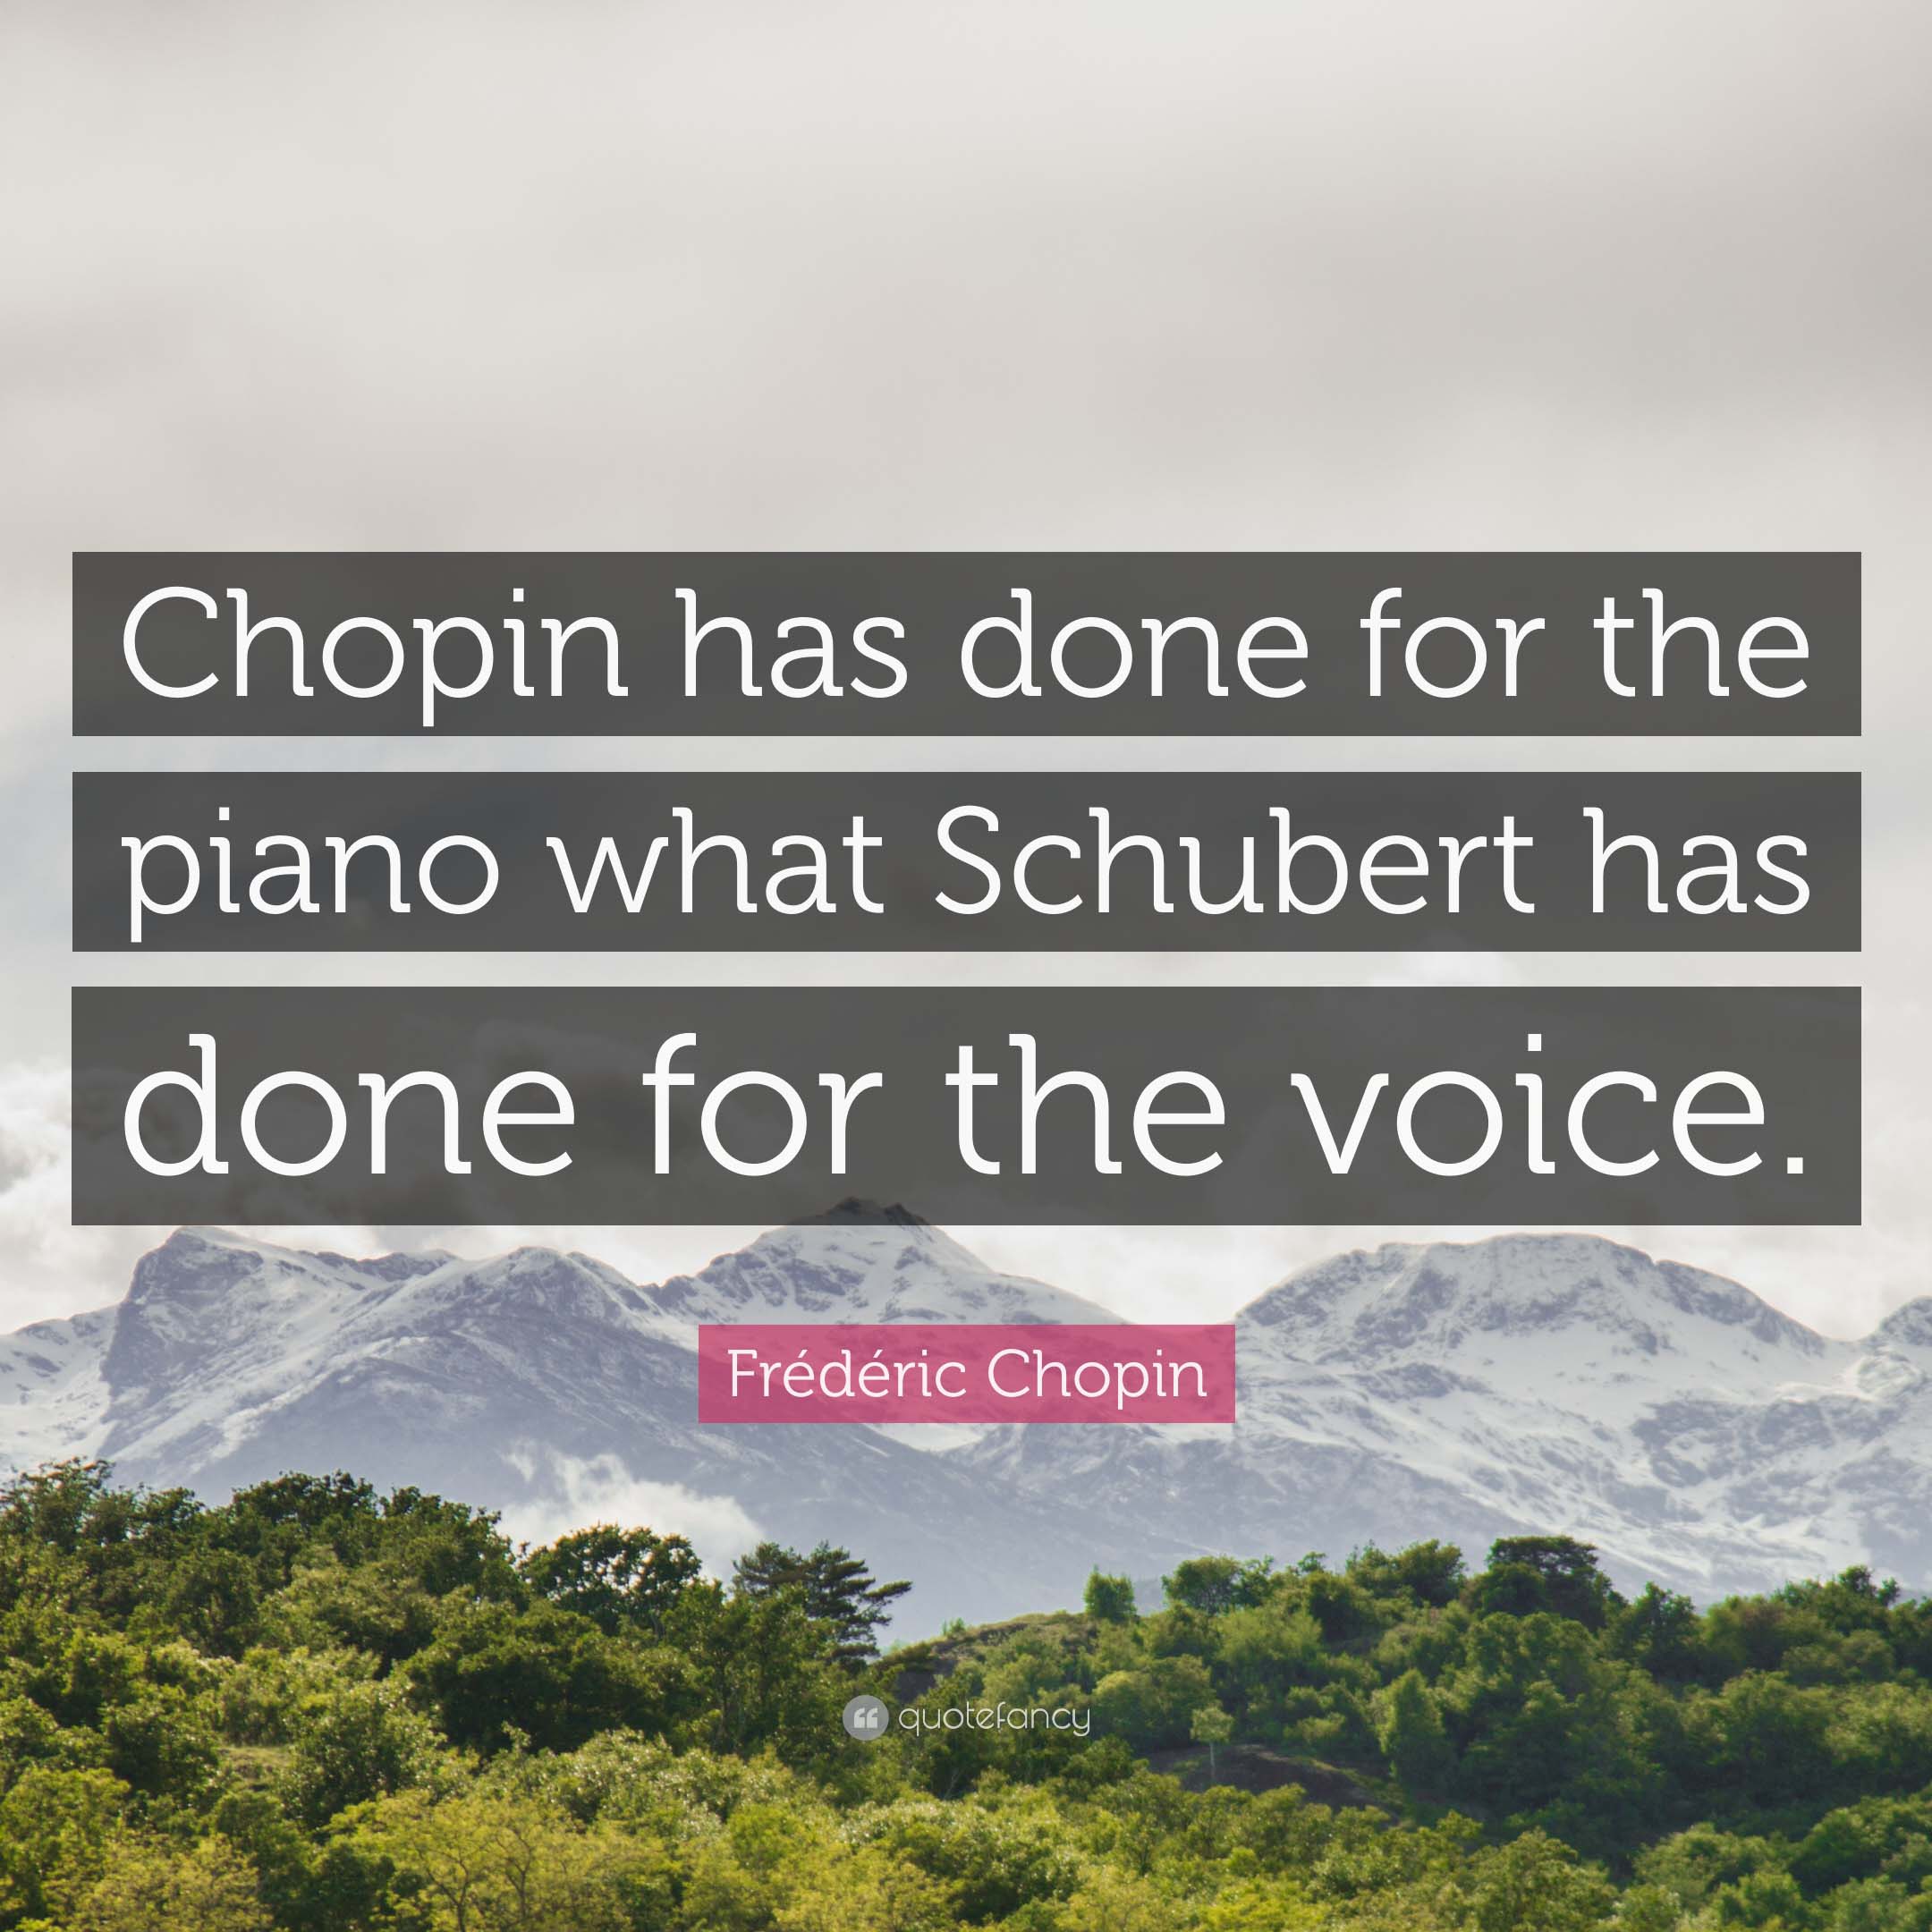 Chopin has done for the
piano what Schubert has
done for the voice.
Frédéric Chopin
quotefancy